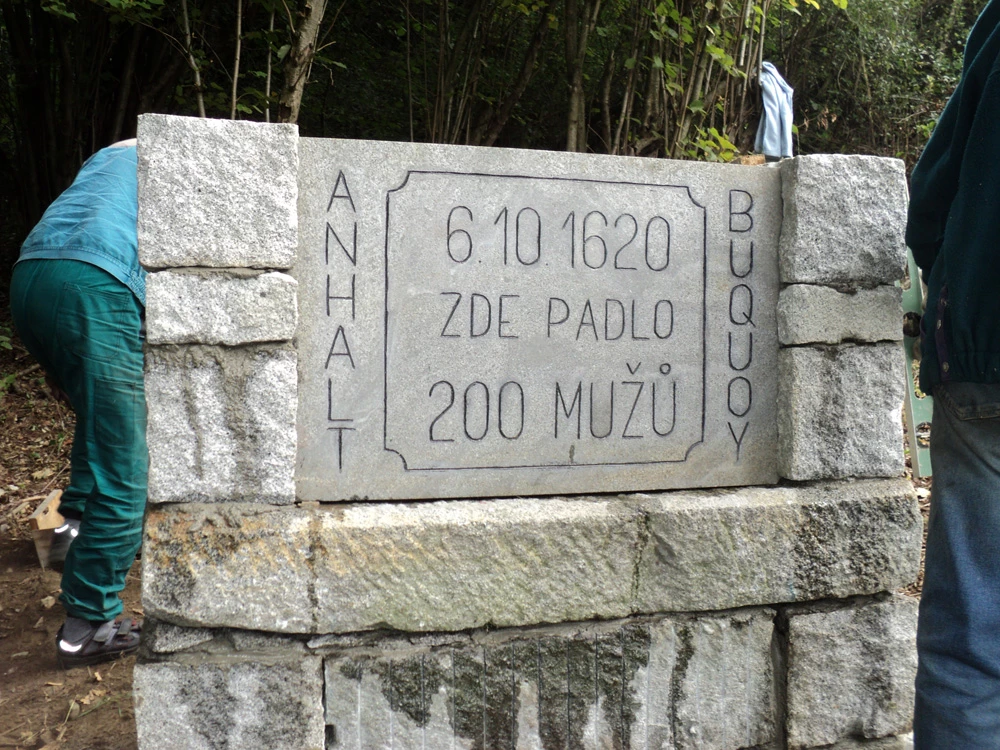 ANHALT
6.10.1620
ZDE PADLO
200 MUŽŮ
BUQUOY